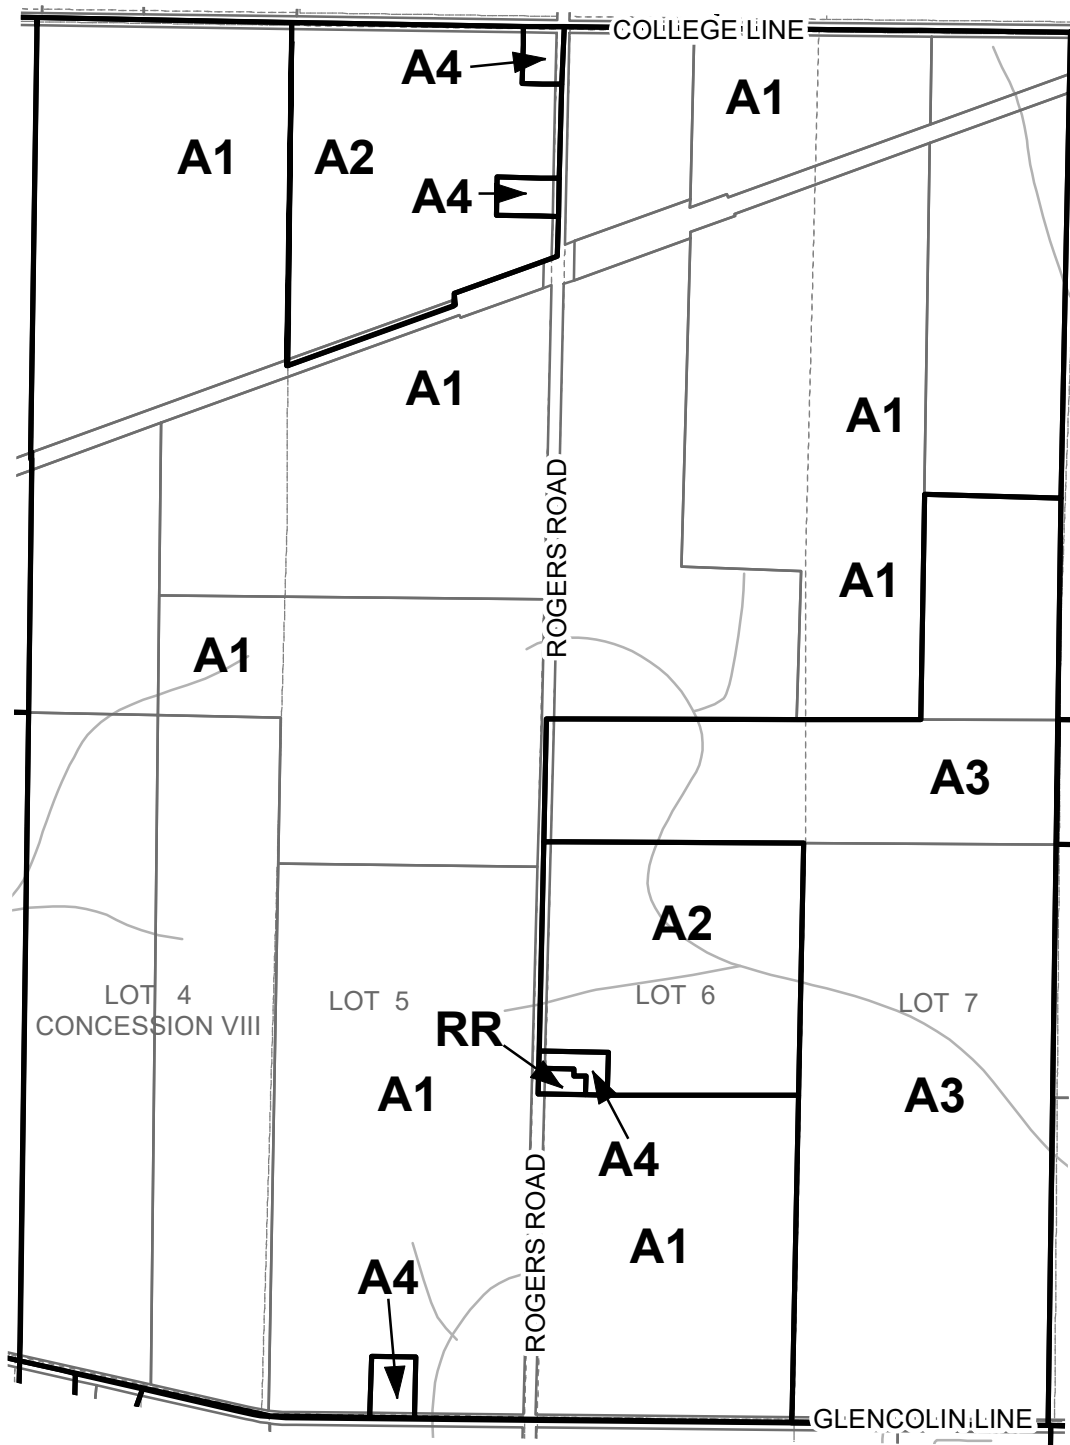 COLLEGE LINE
A4
A1
A1
A2
A4
A1
A1
ROGERS ROAD
A1
A1
A3
A2
LOT 4
CONCESSION VIII
LOT 5
LOT 6
LOT 7
RR
A1
A3
A4
ROGERS ROAD
A1
A4
GLENCOLIN LINE